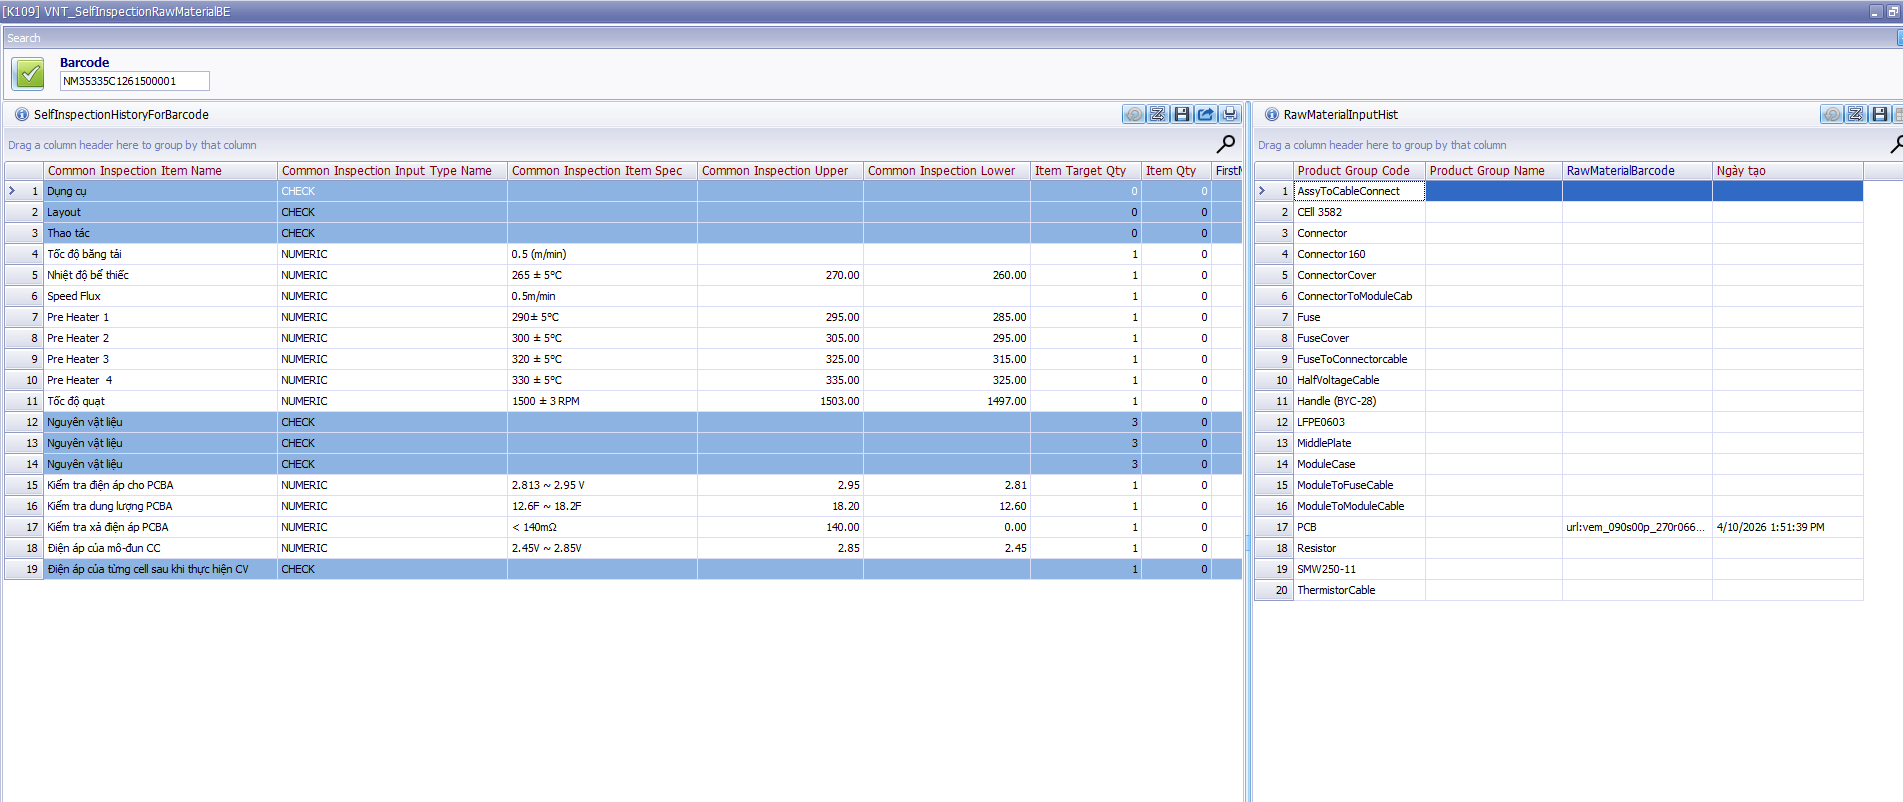 [K109] VNT_SelfInspectionRawMaterialBE
Search
Barcode
NM35335C1261500001
SelfInspectionHistoryForBarcode
Drag a column header here to group by that column
Common Inspection Item Name Common Inspection Input Type Name Common Inspection Item Spec Common Inspection Upper Common Inspection Lower Item Target Qty Item Qty
1 Dụng cụ CHECK 0 0
2 Layout CHECK 0 0
3 Thao tác CHECK 0 0
4 Tốc độ băng tải NUMERIC 0.5 (m/min) 1 0
5 Nhiệt độ bể thiếc NUMERIC 265 ± 5°C 270.00 260.00 1 0
6 Speed Flux NUMERIC 0.5m/min 1 0
7 Pre Heater 1 NUMERIC 290± 5°C 295.00 285.00 1 0
8 Pre Heater 2 NUMERIC 300 ± 5°C 305.00 295.00 1 0
9 Pre Heater 3 NUMERIC 320 ± 5°C 325.00 315.00 1 0
10 Pre Heater 4 NUMERIC 330 ± 5°C 335.00 325.00 1 0
11 Tốc độ quạt NUMERIC 1500 ± 3 RPM 1503.00 1497.00 1 0
12 Nguyên vật liệu CHECK 3 0
13 Nguyên vật liệu CHECK 3 0
14 Nguyên vật liệu CHECK 3 0
15 Kiểm tra điện áp cho PCBA NUMERIC 2.813 ~ 2.95 V 2.95 2.81 1 0
16 Kiểm tra dung lượng PCBA NUMERIC 12.6F ~ 18.2F 18.20 12.60 1 0
17 Kiểm tra xả điện áp PCBA NUMERIC < 140mΩ 140.00 0.00 1 0
18 Điện áp của mô-đun CC NUMERIC 2.45V ~ 2.85V 2.85 2.45 1 0
19 Điện áp của từng cell sau khi thực hiện CV CHECK 1 0
RawMaterialInputHist
Drag a column header here to group by that column
Product Group Code Product Group Name RawMaterialBarcode Ngày tạo
1 AssyToCableConnect
2 CEll 3582
3 Connector
4 Connector160
5 ConnectorCover
6 ConnectorToModuleCab
7 Fuse
8 FuseCover
9 FuseToConnectorcable
10 HalfVoltageCable
11 Handle (BYC-28)
12 LFPE0603
13 MiddlePlate
14 ModuleCase
15 ModuleToFuseCable
16 ModuleToModuleCable
17 PCB url:vem_090s00p_270r066... 4/10/2026 1:51:39 PM
18 Resistor
19 SMW250-11
20 ThermistorCable